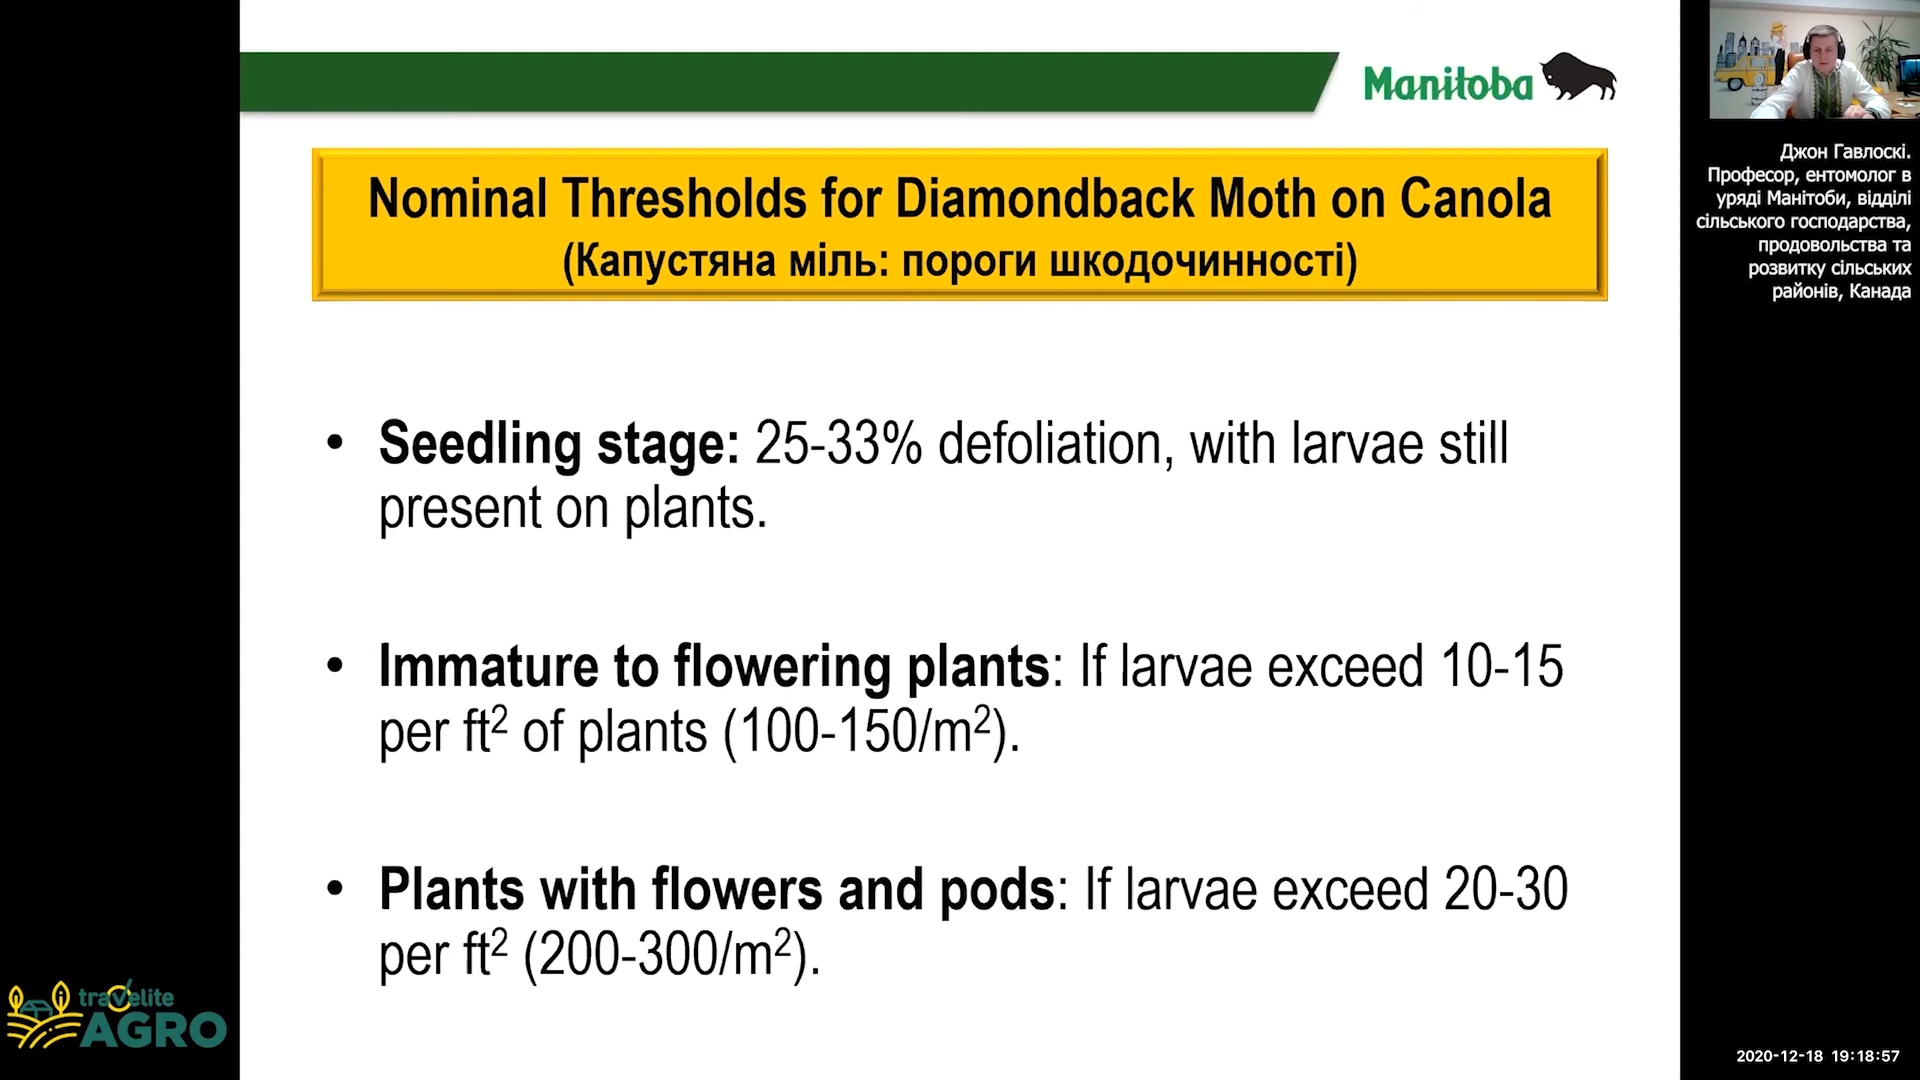 Manitoba
Джон Гавлоскі.
Професор, ентомолог в
уряді Манітоби, відділі
сільського господарства,
продовольства та
розвитку сільських
районів, Канада
Nominal Thresholds for Diamondback Moth on Canola
(Капустяна міль: пороги шкодочинності)
• Seedling stage: 25-33% defoliation, with larvae still
present on plants.
• Immature to flowering plants: If larvae exceed 10-15
per ft² of plants (100-150/m²).
• Plants with flowers and pods: If larvae exceed 20-30
per ft² (200-300/m²).
travelite
AGRO
2020-12-18 19:18:57